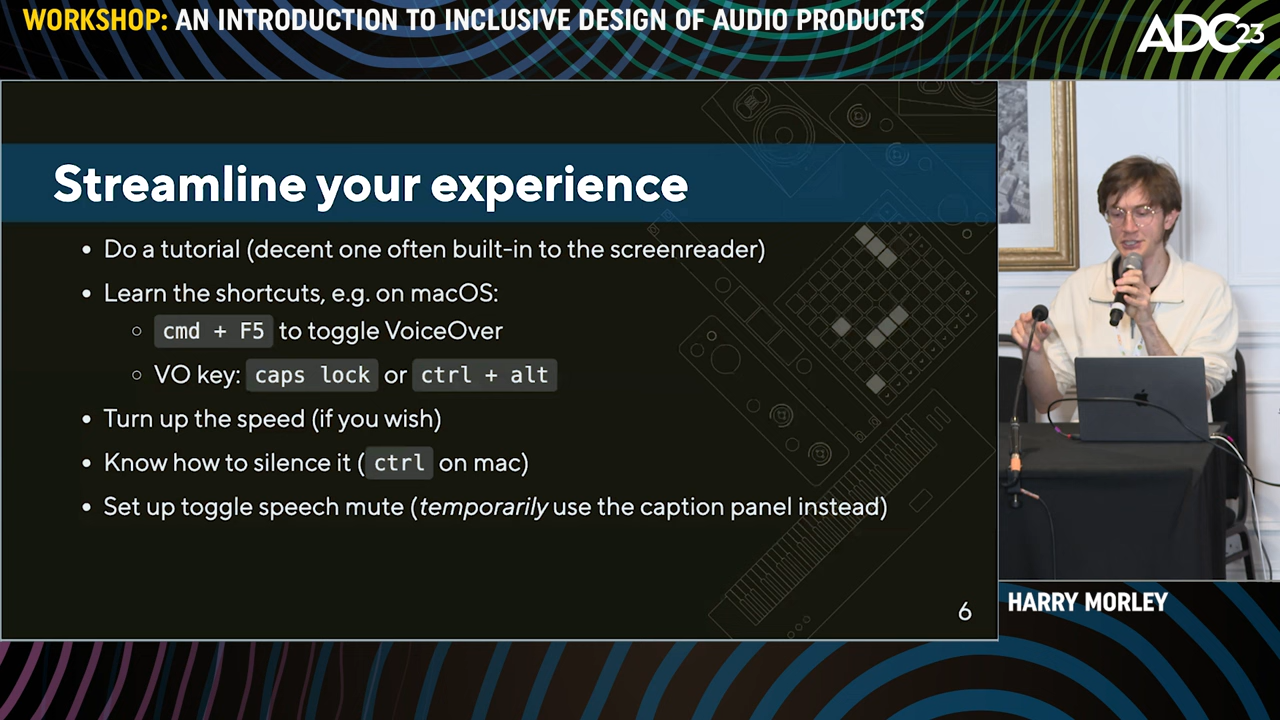 WORKSHOP: AN INTRODUCTION TO INCLUSIVE DESIGN OF AUDIO PRODUCTS
ADC23
Streamline your experience
• Do a tutorial (decent one often built-in to the screenreader)
• Learn the shortcuts, e.g. on macOS:
○ cmd + F5 to toggle VoiceOver
○ VO key: caps lock or ctrl + alt
• Turn up the speed (if you wish)
• Know how to silence it (ctrl on mac)
• Set up toggle speech mute (temporarily use the caption panel instead)
6
HARRY MORLEY